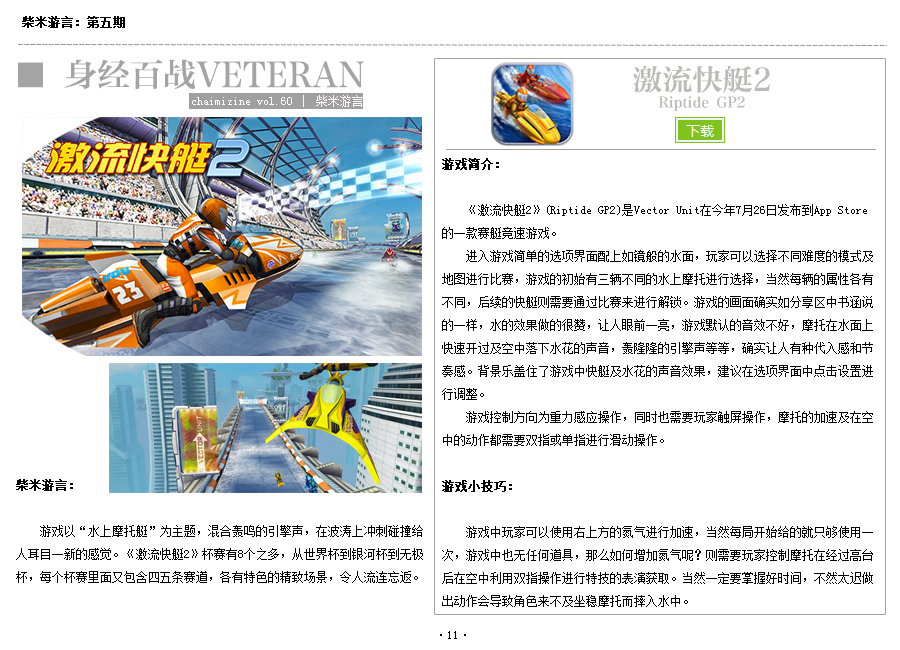 柴米游言：第五期
身经百战VETERAN
chaimizine vol.60 | 柴米游言
激流快艇2
23
VECTOR UNIT
柴米游言：
游戏以“水上摩托艇”为主题，混合轰鸣的引擎声，在波涛上冲刺碰撞给
人耳目一新的感觉。《激流快艇2》杯赛有8个之多，从世界杯到银河杯到无极
杯，每个杯赛里面又包含四五条赛道，各有特色的精致场景，令人流连忘返。
激流快艇2
Riptide GP2
下载
游戏简介：
《激流快艇2》(Riptide GP2)是Vector Unit在今年7月26日发布到App Store
的一款赛艇竞速游戏。
进入游戏简单的选项界面配上如镜般的水面，玩家可以选择不同难度的模式及
地图进行比赛，游戏的初始有三辆不同的水上摩托进行选择，当然每辆的属性各有
不同，后续的快艇则需要通过比赛来进行解锁。游戏的画面确实如分享区中书涵说
的一样，水的效果做的很赞，让人眼前一亮，游戏默认的音效不好，摩托在水面上
快速开过及空中落下水花的声音，轰隆隆的引擎声等等，确实让人有种代入感和节
奏感。背景乐盖住了游戏中快艇及水花的声音效果，建议在选项界面中点击设置进
行调整。
游戏控制方向为重力感应操作，同时也需要玩家触屏操作，摩托的加速及在空
中的动作都需要双指或单指进行滑动操作。
游戏小技巧：
游戏中玩家可以使用右上方的氮气进行加速，当然每局开始给的就只够使用一
次，游戏中也无任何道具，那么如何增加氮气呢？则需要玩家控制摩托在经过高台
后在空中利用双指操作进行特技的表演获取。当然一定要掌握好时间，不然太迟做
出动作会导致角色来不及坐稳摩托而摔入水中。
·11·